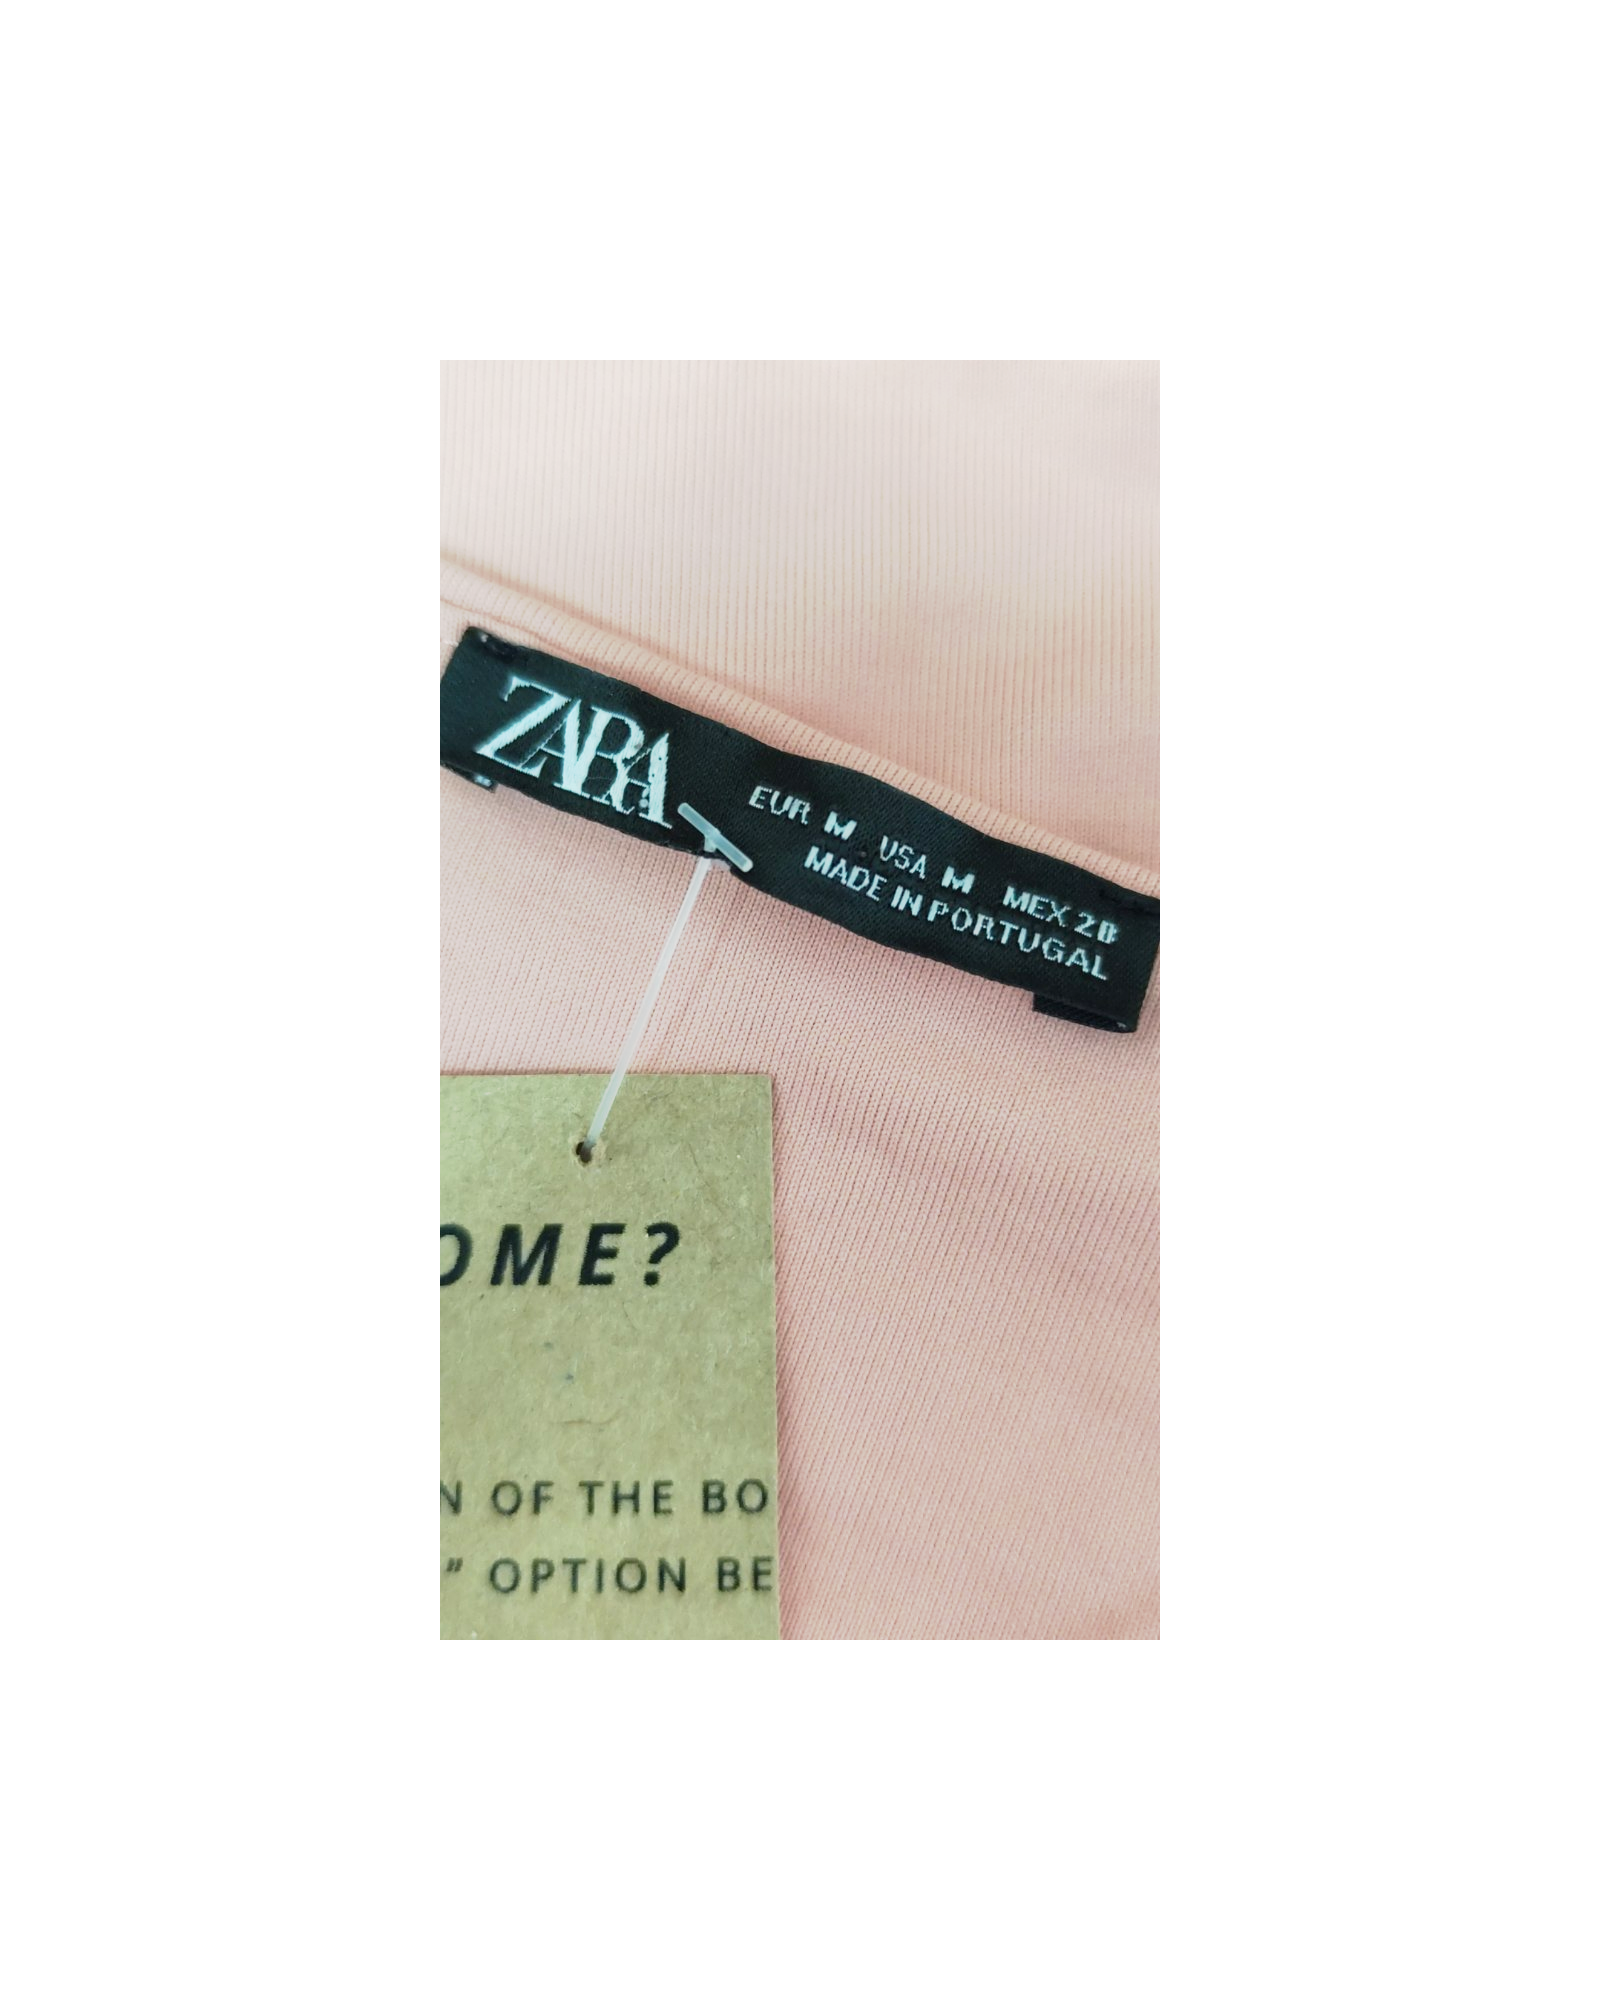 ZARA
EUR M USA M MEX 28
MADE IN PORTUGAL
OME?
N OF THE BO
” OPTION BE